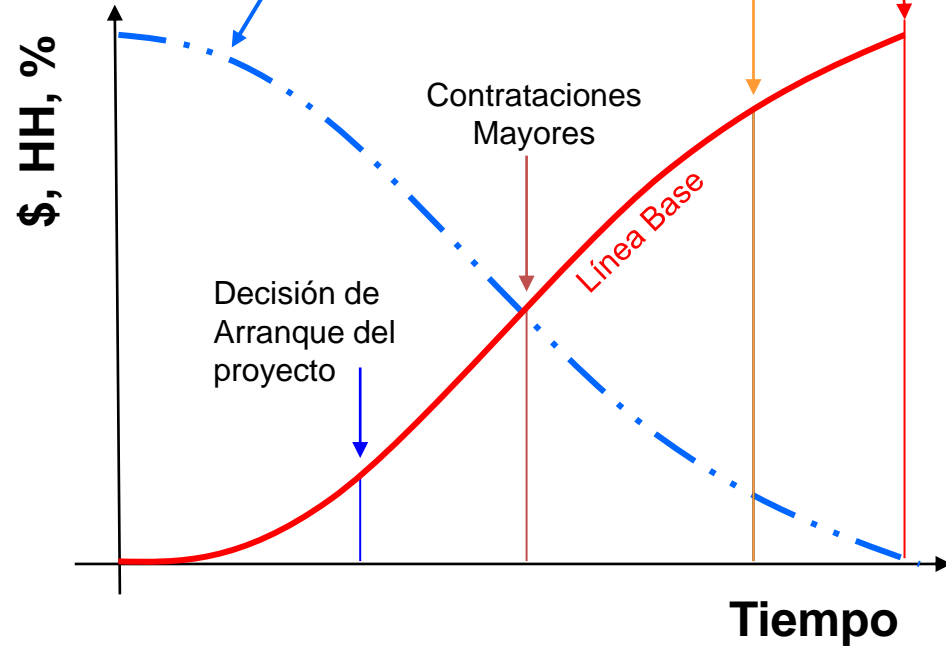 $, HH, %
Contrataciones
Mayores
Línea Base
Decisión de
Arranque del
proyecto
Tiempo